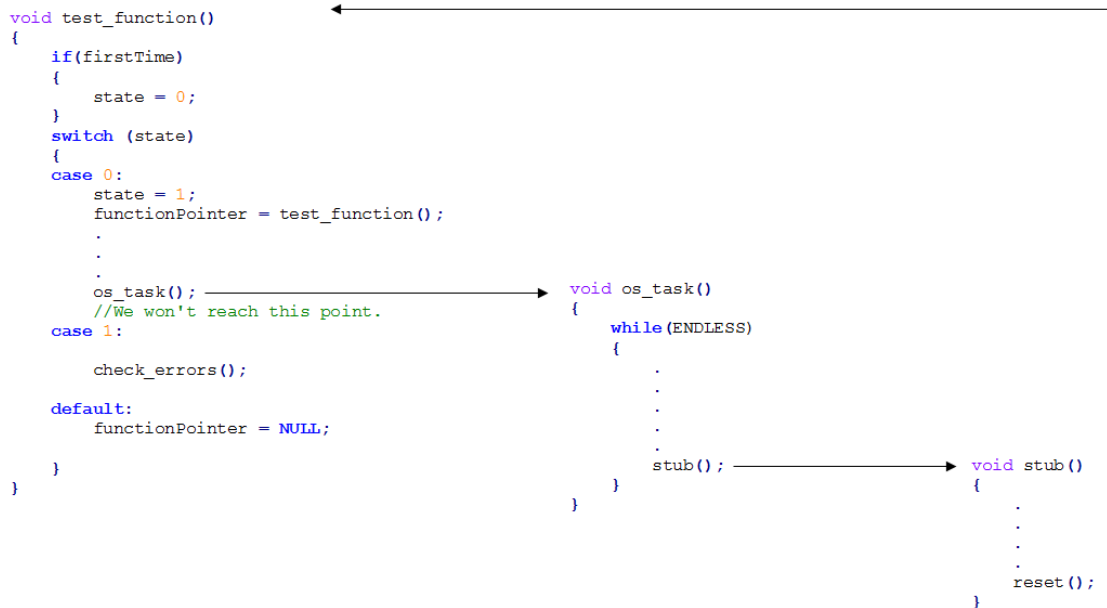 void test_function()
{
if(firstTime)
{
state = 0;
}
switch (state)
{
case 0:
state = 1;
functionPointer = test_function();
.
.
.
os_task();
//We won't reach this point.
case 1:
check_errors();
default:
functionPointer = NULL;
}
}
void os_task()
{
while(ENDLESS)
{
.
.
.
.
.
stub();
}
}
void stub()
{
.
.
.
.
reset();
}